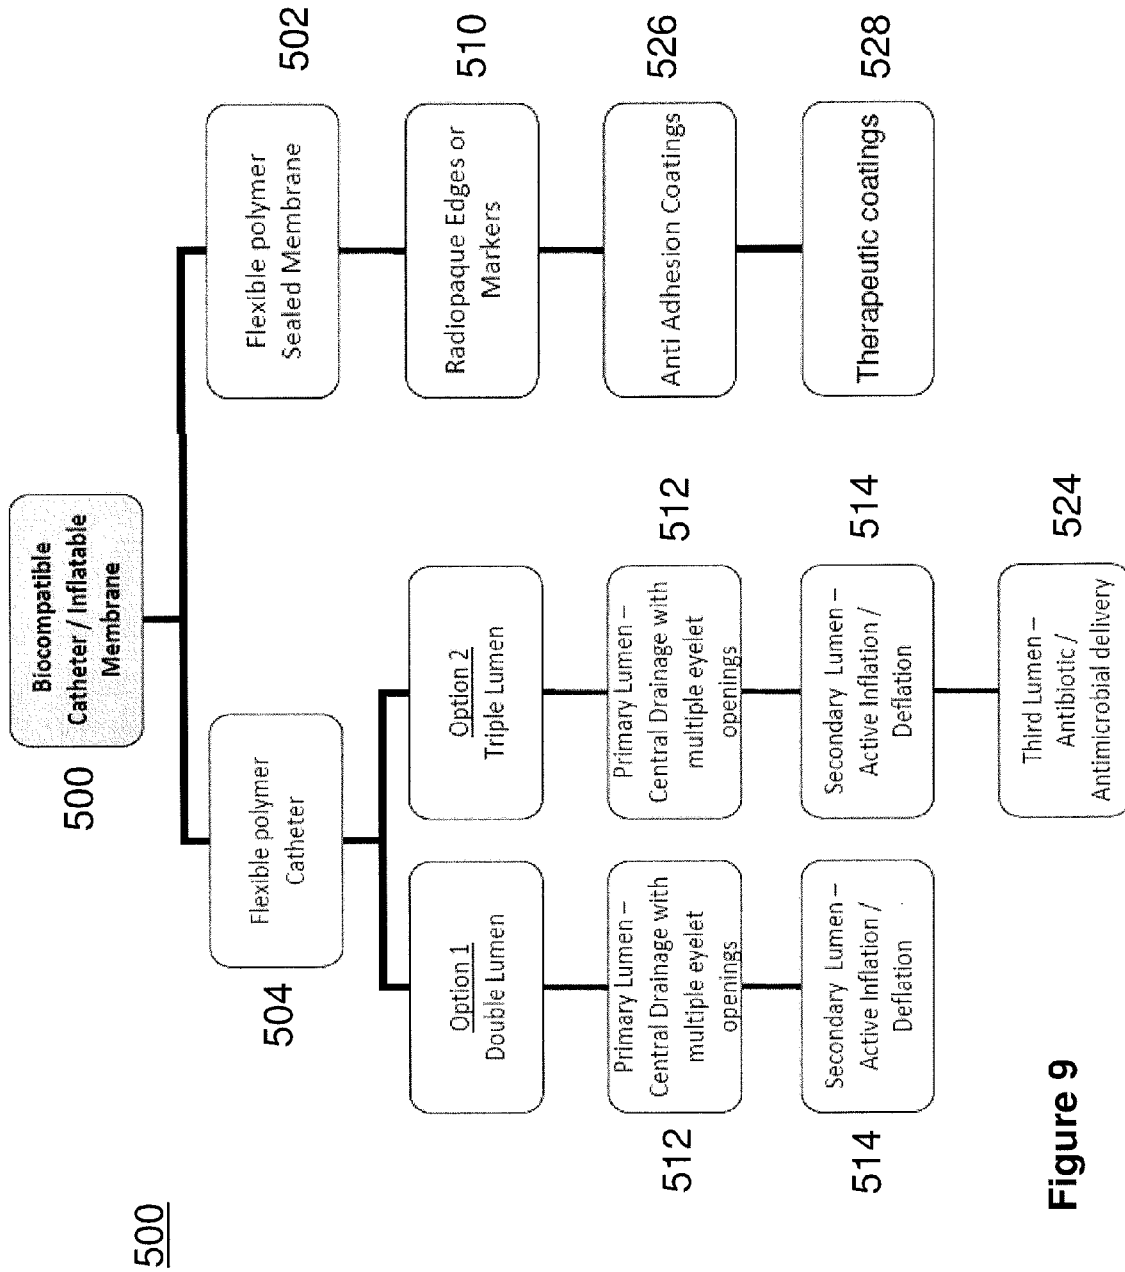 500
Biocompatible
Catheter / Inflatable
Membrane
500
Flexible polymer
Catheter
504
Flexible polymer
Sealed Membrane
502
Option 1
Double Lumen
Option 2
Triple Lumen
Radiopaque Edges or
Markers
510
Primary Lumen –
Central Drainage with
multiple eyelet
openings
512
Primary Lumen –
Central Drainage with
multiple eyelet
openings
512
Anti Adhesion Coatings
526
Secondary Lumen –
Active Inflation /
Deflation
514
Secondary Lumen –
Active Inflation /
Deflation
514
Therapeutic coatings
528
Third Lumen –
Antibiotic /
Antimicrobial delivery
524
Figure 9